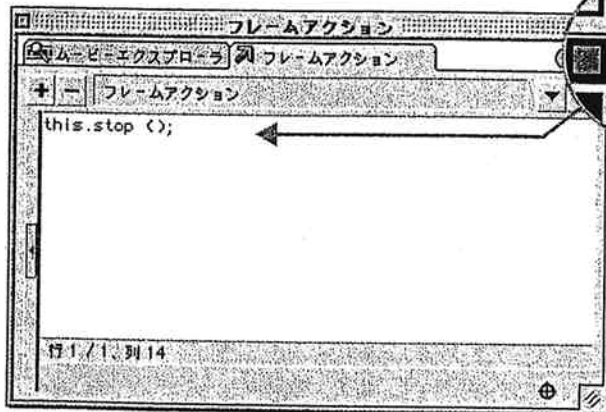 フレームアクション
ムービーエクスプローラ フレームアクション
+ - フレームアクション
this.stop ();
行 1 / 1、列 14